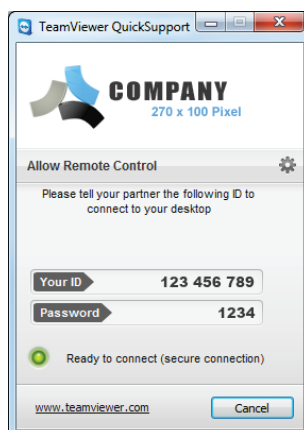 TeamViewer QuickSupport
COMPANY
270 x 100 Pixel
Allow Remote Control
Please tell your partner the following ID to
connect to your desktop
Your ID 123 456 789
Password 1234
Ready to connect (secure connection)
www.teamviewer.com Cancel